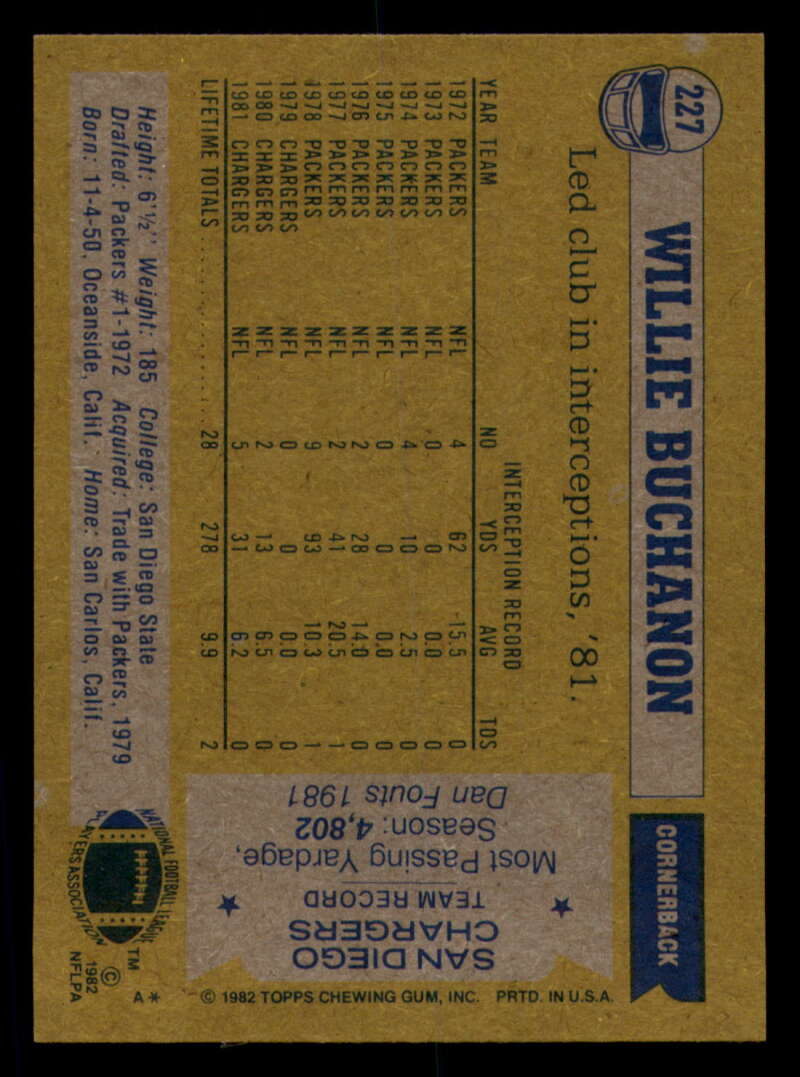 227
WILLIE BUCHANON
CORNERBACK
Led club in interceptions, '81.
INTERCEPTION RECORD
YEAR TEAM NO YDS AVG TDS
1972 PACKERS NFL 4 62 15.5 0
1973 PACKERS NFL 0 0 0.0 0
1974 PACKERS NFL 4 10 2.5 0
1975 PACKERS NFL 0 0 0.0 0
1976 PACKERS NFL 2 28 14.0 0
1977 PACKERS NFL 2 41 20.5 1
1978 PACKERS NFL 9 93 10.3 1
1979 CHARGERS NFL 0 0 0.0 0
1980 CHARGERS NFL 2 13 6.5 0
1981 CHARGERS NFL 5 31 6.2 0
LIFETIME TOTALS 28 278 9.9 2
Height: 6'½" Weight: 185 College: San Diego State
Drafted: Packers #1-1972 Acquired: Trade with Packers, 1979
Born: 11-4-50, Oceanside, Calif. Home: San Carlos, Calif.
SAN DIEGO
CHARGERS
TEAM RECORD
Most Passing Yardage,
Season: 4,802
Dan Fouts 1981
NATIONAL FOOTBALL LEAGUE
PLAYERS ASSOCIATION
TM
©
1982
NFLPA
A* © 1982 TOPPS CHEWING GUM, INC. PRTD. IN U.S.A.